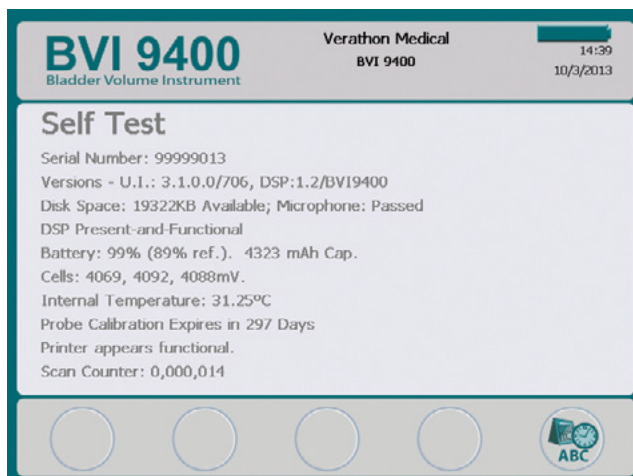 BVI 9400
Bladder Volume Instrument
Verathon Medical
BVI 9400
14:39
10/3/2013
Self Test
Serial Number: 99999013
Versions - U.I.: 3.1.0.0/706, DSP:1.2/BVI9400
Disk Space: 19322KB Available; Microphone: Passed
DSP Present-and-Functional
Battery: 99% (89% ref.). 4323 mAh Cap.
Cells: 4069, 4092, 4088mV.
Internal Temperature: 31.25ºC
Probe Calibration Expires in 297 Days
Printer appears functional.
Scan Counter: 0,000,014
ABC